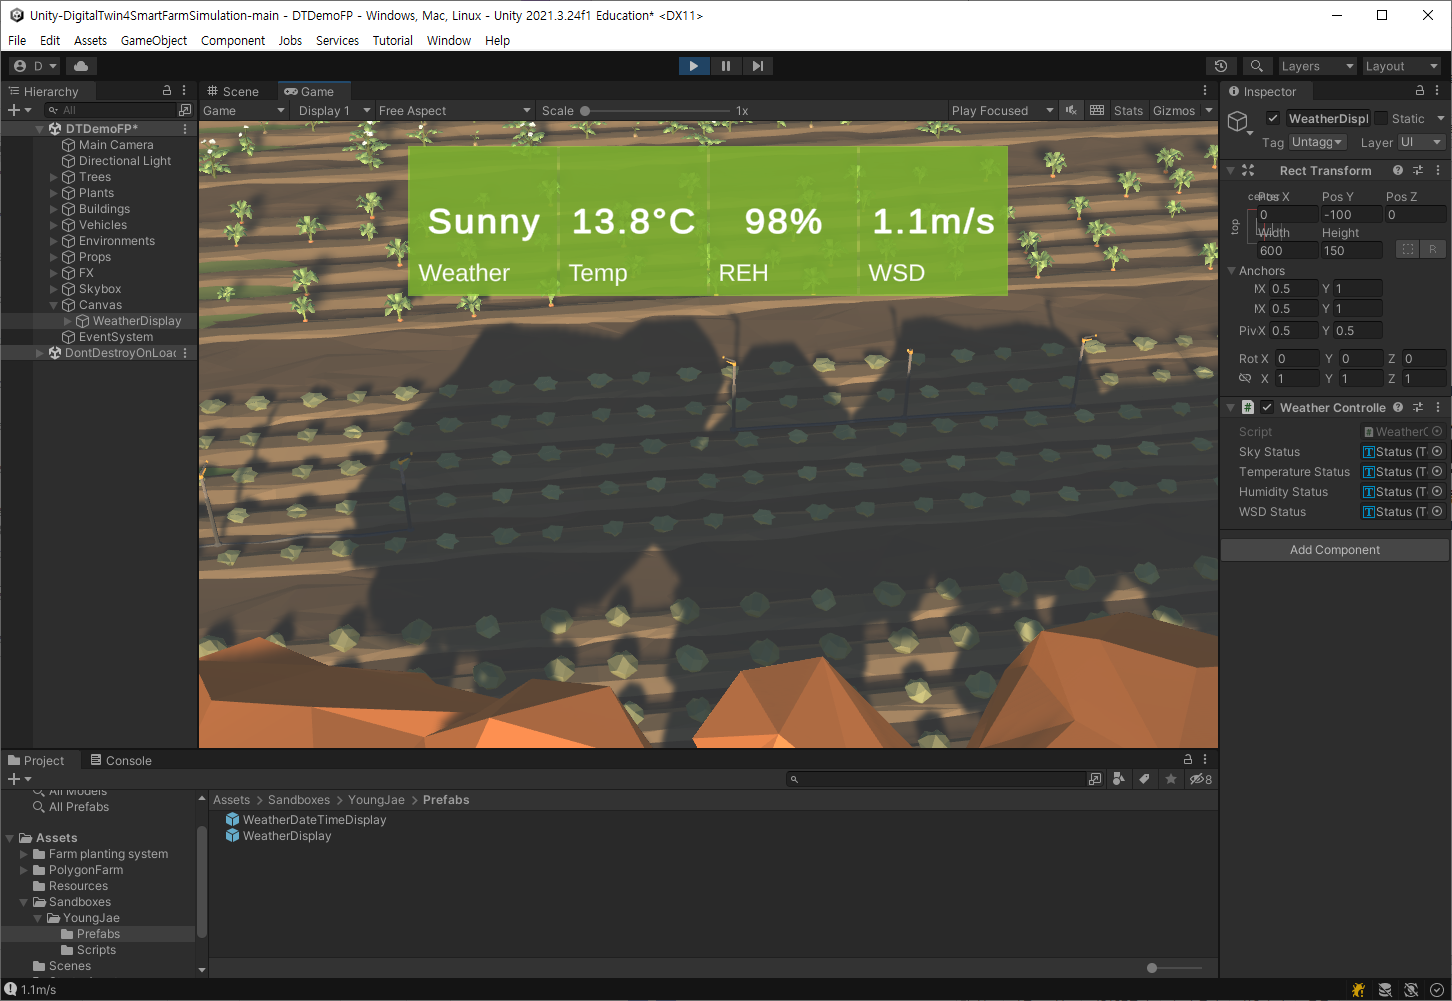 Unity-DigitalTwin4SmartFarmSimulation-main - DTDemoFP - Windows, Mac, Linux - Unity 2021.3.24f1 Education* <DX11>
File Edit Assets GameObject Component Jobs Services Tutorial Window Help
D Layers Layout
Hierarchy Scene Game Inspector
All Game Display 1 Free Aspect Scale 1x Play Focused Stats Gizmos
DTDemoFP*
Main Camera
Directional Light
Trees
Plants
Buildings
Vehicles
Environments
Props
FX
Skybox
Canvas
WeatherDisplay
EventSystem
DontDestroyOnLoad
Sunny 13.8°C 98% 1.1m/s
Weather Temp REH WSD
WeatherDispl Static
Tag Untagg Layer UI
Rect Transform
center Pos X Pos Y Pos Z
top 0 -100 0
Width Height
600 150 R
Anchors
X 0.5 Y 1
X 0.5 Y 1
Piv X 0.5 Y 0.5
Rot X 0 Y 0 Z 0
X 1 Y 1 Z 1
# Weather Controlle
Script # WeatherC
Sky Status Status (T
Temperature Status Status (T
Humidity Status Status (T
WSD Status Status (T
Add Component
Project Console
8
All Models
All Prefabs
Assets
Farm planting system
PolygonFarm
Resources
Sandboxes
YoungJae
Prefabs
Scripts
Scenes
Assets > Sandboxes > YoungJae > Prefabs
WeatherDateTimeDisplay
WeatherDisplay
1.1m/s